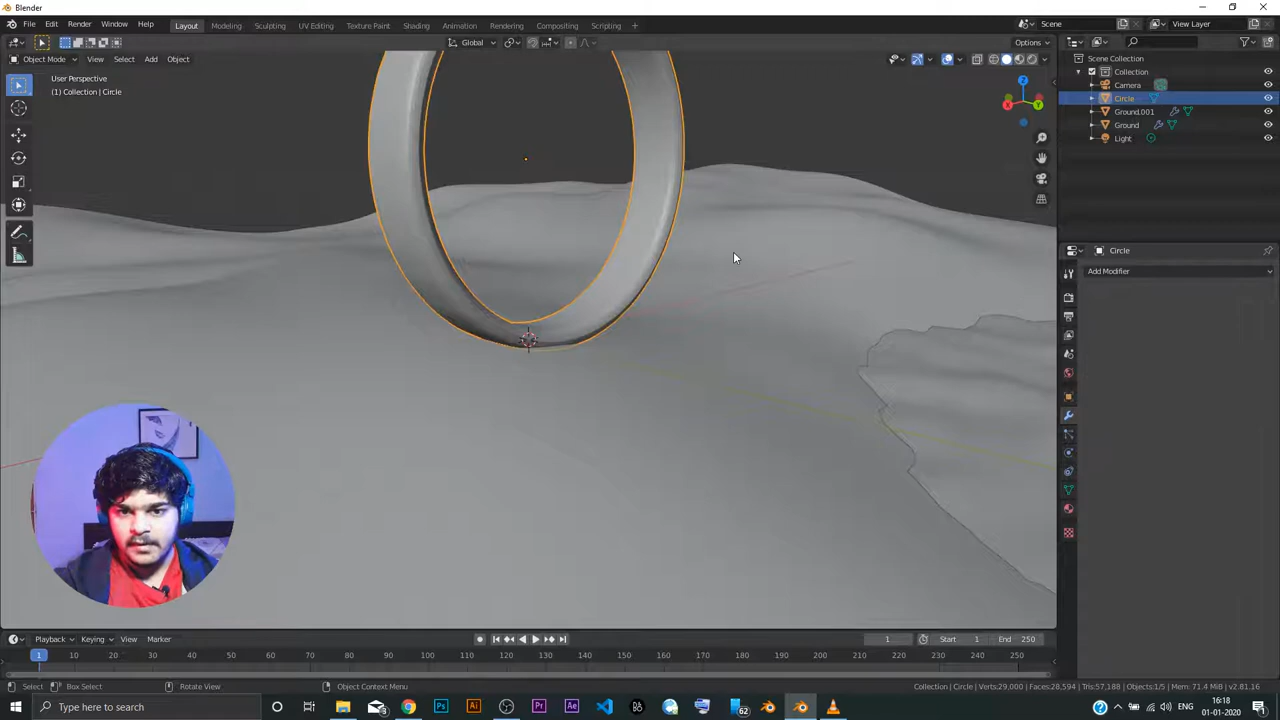 Blender
File Edit Render Window Help Layout Modeling Sculpting UV Editing Texture Paint Shading Animation Rendering Compositing Scripting + Scene View Layer
Global Options
Object Mode View Select Add Object
User Perspective
(1) Collection | Circle
Z
X Y
Scene Collection
Collection
Camera
Circle
Ground.001
Ground
Light
Circle
Add Modifier
Playback Keying View Marker 1 Start 1 End 250
1 10 20 30 40 50 60 70 80 90 100 110 120 130 140 150 160 170 180 190 200 210 220 230 240 250
Select Box Select Rotate View Object Context Menu Collection | Circle | Verts:29,000 | Faces:28,594 | Tris:57,188 | Objects:1/5 | Mem: 71.4 MiB | v2.81.16
Type here to search Ps Ai Pr Ae 62 ENG 16:18
01-01-2020